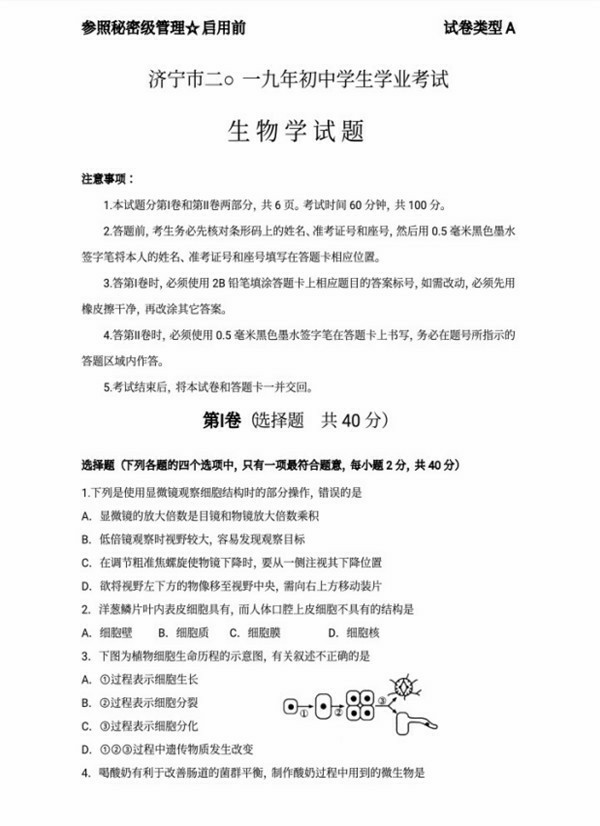 参照秘密级管理☆启用前 试卷类型 A
济宁市二○一九年初中学生学业考试
生物学试题
注意事项：
1.本试题分第Ⅰ卷和第Ⅱ卷两部分, 共 6 页。考试时间 60 分钟, 共 100 分。
2.答题前, 考生务必先核对条形码上的姓名、准考证号和座号, 然后用 0.5 毫米黑色墨水
签字笔将本人的姓名、准考证号和座号填写在答题卡相应位置。
3.答第Ⅰ卷时, 必须使用 2B 铅笔填涂答题卡上相应题目的答案标号, 如需改动, 必须先用
橡皮擦干净, 再改涂其它答案。
4.答第Ⅱ卷时, 必须使用 0.5 毫米黑色墨水签字笔在答题卡上书写, 务必在题号所指示的
答题区域内作答。
5.考试结束后, 将本试卷和答题卡一并交回。
第Ⅰ卷（选择题 共 40 分）
选择题（下列各题的四个选项中, 只有一项最符合题意, 每小题 2 分, 共 40 分）
1.下列是使用显微镜观察细胞结构时的部分操作, 错误的是
A. 显微镜的放大倍数是目镜和物镜放大倍数乘积
B. 低倍镜观察时视野较大, 容易发现观察目标
C. 在调节粗准焦螺旋使物镜下降时, 要从一侧注视其下降位置
D. 欲将视野左下方的物像移至视野中央, 需向右上方移动装片
2. 洋葱鳞片叶内表皮细胞具有, 而人体口腔上皮细胞不具有的结构是
A. 细胞壁 B. 细胞质 C. 细胞膜 D. 细胞核
3. 下图为植物细胞生命历程的示意图, 有关叙述不正确的是
A. ①过程表示细胞生长
B. ②过程表示细胞分裂
C. ③过程表示细胞分化
D. ①②③过程中遗传物质发生改变
① ② ③
4. 喝酸奶有利于改善肠道的菌群平衡, 制作酸奶过程中用到的微生物是